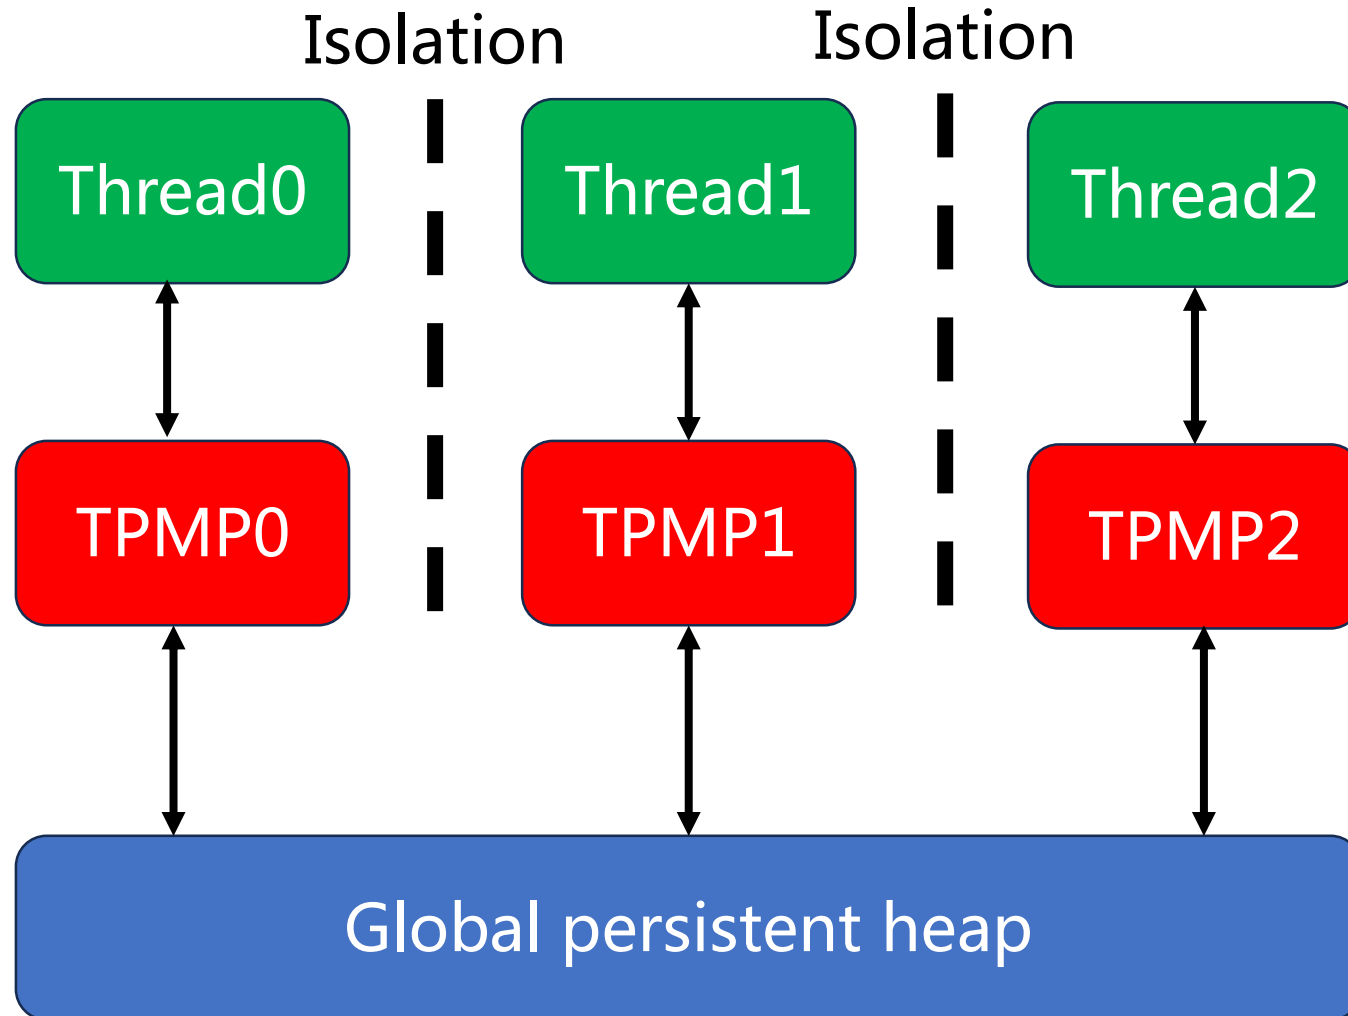 Isolation
Isolation
Thread0
Thread1
Thread2
TPMP0
TPMP1
TPMP2
Global persistent heap